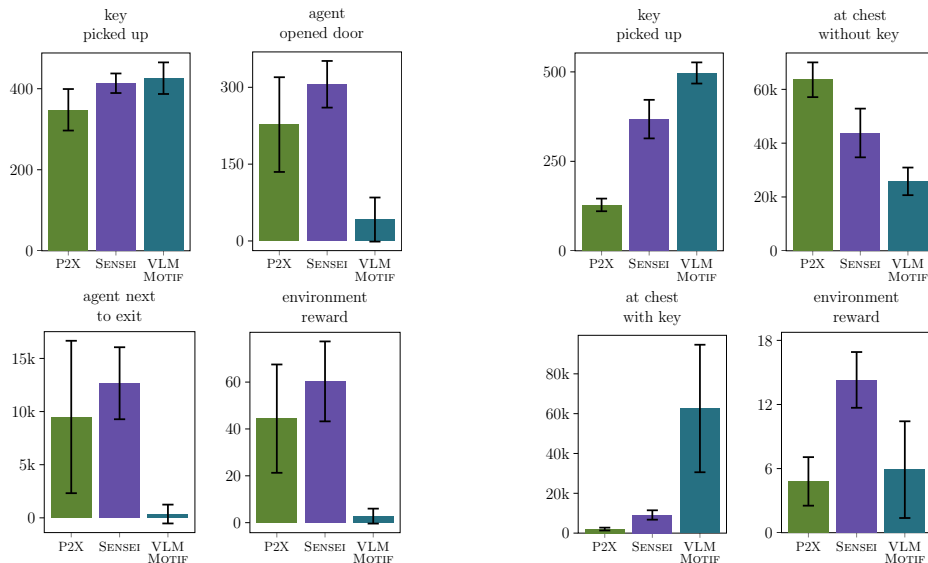 key
picked up
400
200
0
P2X SENSEI VLM
MOTIF
agent
opened door
300
150
0
P2X SENSEI VLM
MOTIF
key
picked up
500
250
0
P2X SENSEI VLM
MOTIF
at chest
without key
60k
40k
20k
0
P2X SENSEI VLM
MOTIF
agent next
to exit
15k
10k
5k
0
P2X SENSEI VLM
MOTIF
environment
reward
60
40
20
0
P2X SENSEI VLM
MOTIF
at chest
with key
80k
60k
40k
20k
0
P2X SENSEI VLM
MOTIF
environment
reward
18
12
6
0
P2X SENSEI VLM
MOTIF